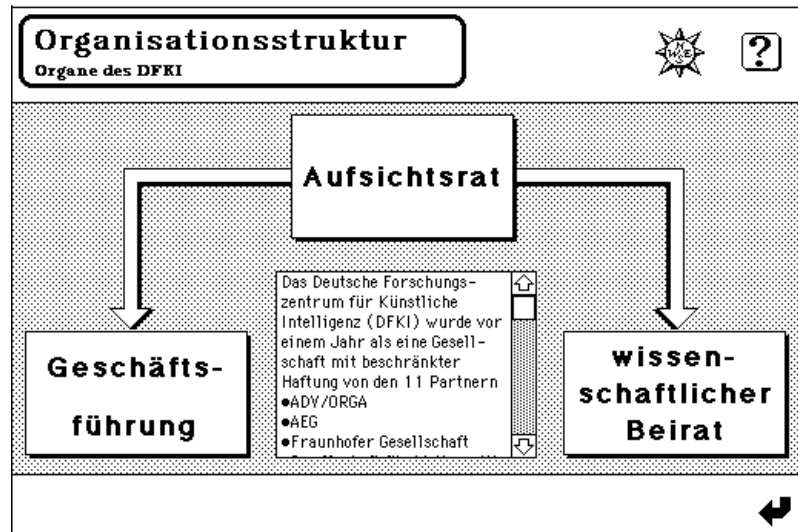 Organisationsstruktur
Organe des DFKI
N
W E
S
?
Aufsichtsrat
Das Deutsche Forschungs-
zentrum für Künstliche
Intelligenz (DFKI) wurde vor
einem Jahr als eine Gesell-
schaft mit beschränkter
Haftung von den 11 Partnern
●ADV/ORGA
●AEG
●Fraunhofer Gesellschaft
Geschäfts-
führung
wissen-
schaftlicher
Beirat